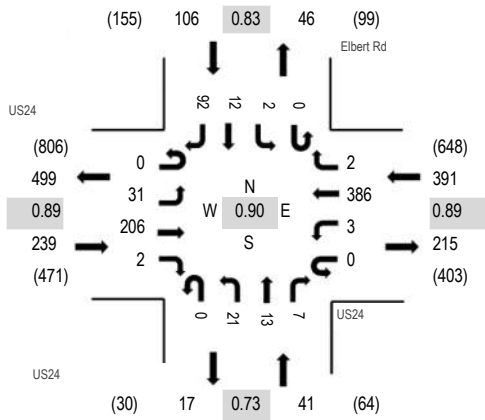 (155) 106 0.83 46 (99)
Elbert Rd
US24
92 12 2 0
(806) 0 2 (648)
499 31 N 386 391
0.89 W 0.90 E 0.89
239 206 S 3 215
(471) 2 0 (403)
0 21 13 7
US24
US24
(30) 17 0.73 41 (64)